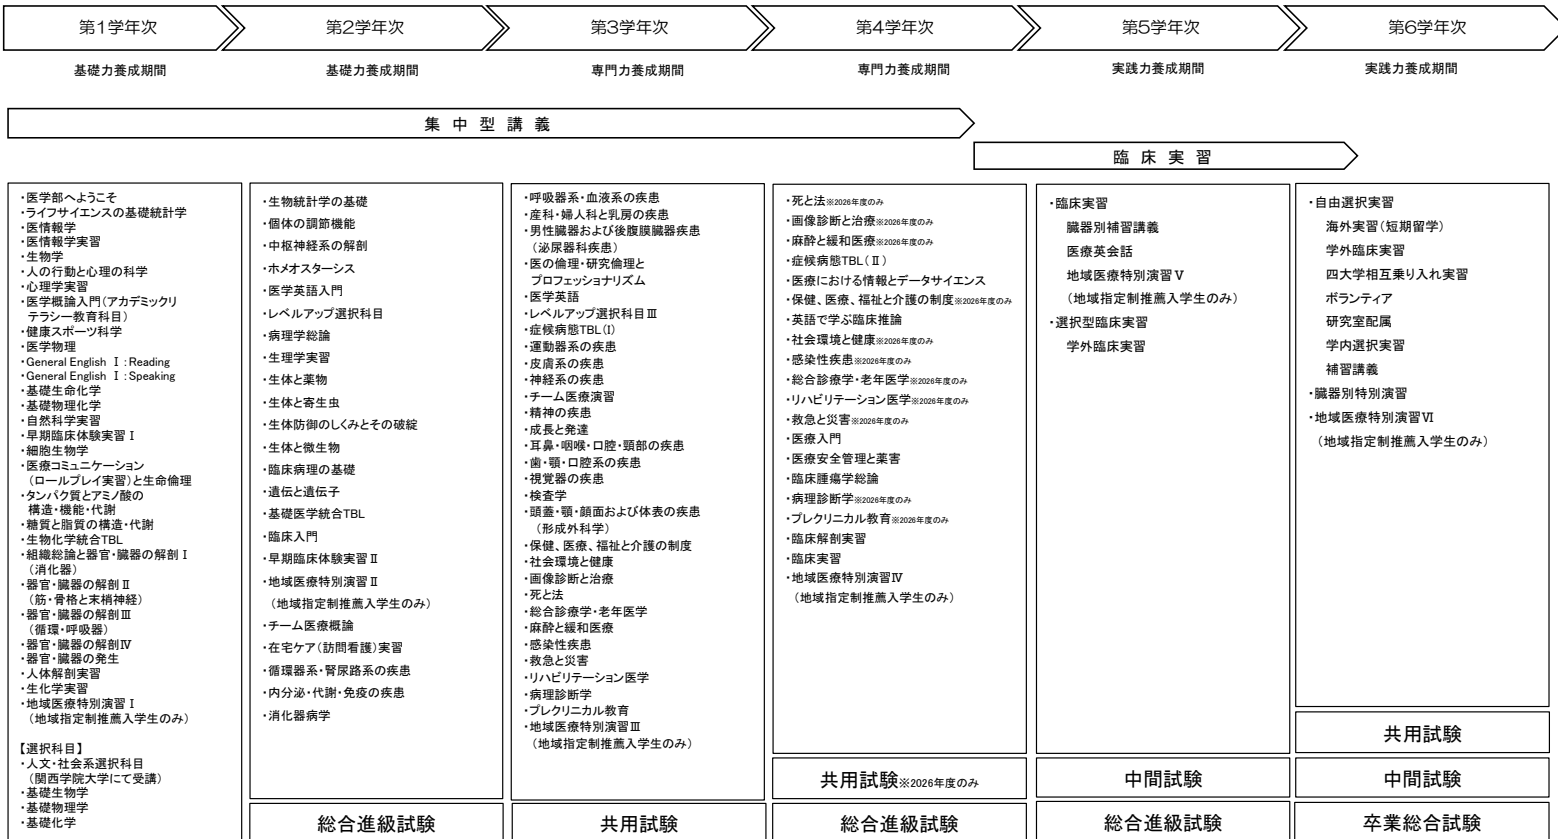 第1学年次
第2学年次
第3学年次
第4学年次
第5学年次
第6学年次
基礎力養成期間
基礎力養成期間
専門力養成期間
専門力養成期間
実践力養成期間
実践力養成期間
集中型講義
臨床実習
・医学部へようこそ
・ライフサイエンスの基礎統計学
・医情報学
・医情報学実習
・生物学
・人の行動と心理の科学
・心理学実習
・医学概論入門(アカデミックリ
テラシー教育科目)
・健康スポーツ科学
・医学物理
・General English Ⅰ:Reading
・General English Ⅰ:Speaking
・基礎生命化学
・基礎物理化学
・自然科学実習
・早期臨床体験実習Ⅰ
・細胞生物学
・医療コミュニケーション
(ロールプレイ実習)と生命倫理
・タンパク質とアミノ酸の
構造・機能・代謝
・糖質と脂質の構造・代謝
・生物化学統合TBL
・組織総論と器官・臓器の解剖Ⅰ
(消化器)
・器官・臓器の解剖Ⅱ
(筋・骨格と末梢神経)
・器官・臓器の解剖Ⅲ
(循環・呼吸器)
・器官・臓器の解剖Ⅳ
・器官・臓器の発生
・人体解剖実習
・生化学実習
・地域医療特別演習Ⅰ
(地域指定制推薦入学生のみ)
【選択科目】
・人文・社会系選択科目
(関西学院大学にて受講)
・基礎生物学
・基礎物理学
・基礎化学
・生物統計学の基礎
・個体の調節機能
・中枢神経系の解剖
・ホメオスターシス
・医学英語入門
・レベルアップ選択科目
・病理学総論
・生理学実習
・生体と薬物
・生体と寄生虫
・生体防御のしくみとその破綻
・生体と微生物
・臨床病理の基礎
・遺伝と遺伝子
・基礎医学統合TBL
・臨床入門
・早期臨床体験実習Ⅱ
・地域医療特別演習Ⅱ
(地域指定制推薦入学生のみ)
・チーム医療概論
・在宅ケア(訪問看護)実習
・循環器系・腎尿路系の疾患
・内分泌・代謝・免疫の疾患
・消化器病学
総合進級試験
・呼吸器系・血液系の疾患
・産科・婦人科と乳房の疾患
・男性臓器および後腹膜臓器疾患
(泌尿器科疾患)
・医の倫理・研究倫理と
プロフェッショナリズム
・医学英語
・レベルアップ選択科目Ⅲ
・症候病態TBL(Ⅰ)
・運動器系の疾患
・皮膚系の疾患
・神経系の疾患
・チーム医療演習
・精神の疾患
・成長と発達
・耳鼻・咽喉・口腔・頸部の疾患
・歯・顎・口腔系の疾患
・視覚器の疾患
・検査学
・頭蓋・顎・顔面および体表の疾患
(形成外科学)
・保健、医療、福祉と介護の制度
・社会環境と健康
・画像診断と治療
・死と法
・総合診療学・老年医学
・麻酔と緩和医療
・感染性疾患
・救急と災害
・リハビリテーション医学
・病理診断学
・プレクリニカル教育
・地域医療特別演習Ⅲ
(地域指定制推薦入学生のみ)
共用試験
・死と法※2026年度のみ
・画像診断と治療※2026年度のみ
・麻酔と緩和医療※2026年度のみ
・症候病態TBL(Ⅱ)
・医療における情報とデータサイエンス
・保健、医療、福祉と介護の制度※2026年度のみ
・英語で学ぶ臨床推論
・社会環境と健康※2026年度のみ
・感染性疾患※2026年度のみ
・総合診療学・老年医学※2026年度のみ
・リハビリテーション医学※2026年度のみ
・救急と災害※2026年度のみ
・医療入門
・医療安全管理と薬害
・臨床腫瘍学総論
・病理診断学※2026年度のみ
・プレクリニカル教育※2026年度のみ
・臨床解剖実習
・臨床実習
・地域医療特別演習Ⅳ
(地域指定制推薦入学生のみ)
共用試験※2026年度のみ
総合進級試験
・臨床実習
臓器別補習講義
医療英会話
地域医療特別演習Ⅴ
(地域指定制推薦入学生のみ)
・選択型臨床実習
学外臨床実習
中間試験
総合進級試験
・自由選択実習
海外実習(短期留学)
学外臨床実習
四大学相互乗り入れ実習
ボランティア
研究室配属
学内選択実習
補習講義
・臓器別特別演習
・地域医療特別演習Ⅵ
(地域指定制推薦入学生のみ)
共用試験
中間試験
卒業総合試験